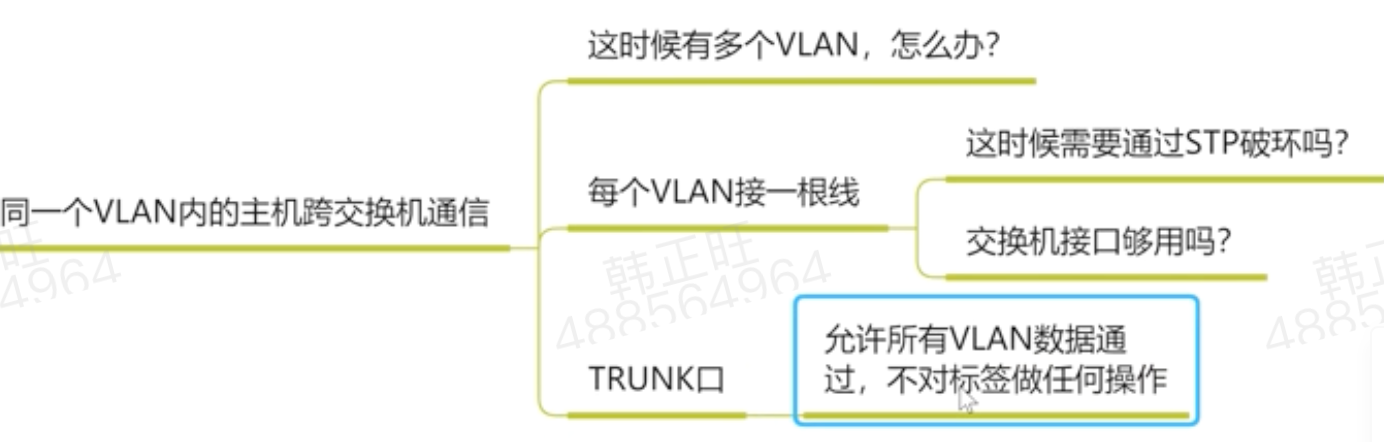 这时候有多个VLAN，怎么办？
这时候需要通过STP破环吗？
每个VLAN接一根线
同一个VLAN内的主机跨交换机通信
交换机接口够用吗？
韩正旺
488564964
旺
4964
韩正
4885
允许所有VLAN数据通
过，不对标签做任何操作
TRUNK口